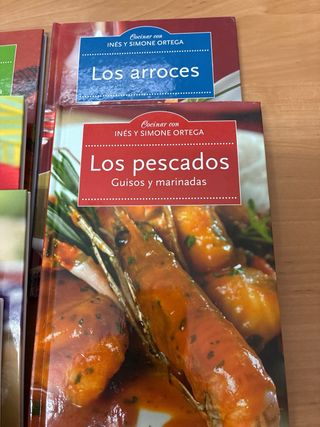 Cocinar con
INÉS Y SIMONE ORTEGA
Los arroces
Cocinar con
INÉS Y SIMONE ORTEGA
Los pescados
Guisos y marinadas